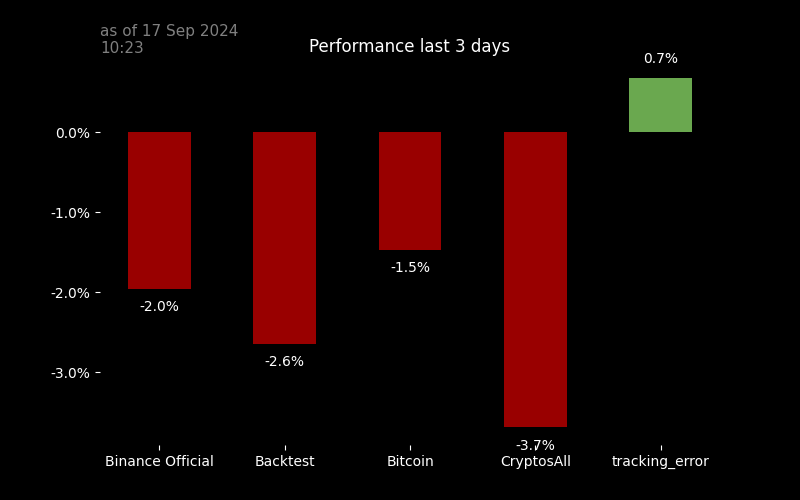 as of 17 Sep 2024
10:23
Performance last 3 days
0.7%
0.0%
-1.0%
-2.0%
-3.0%
-2.0%
-2.6%
-1.5%
-3.7%
Binance Official
Backtest
Bitcoin
CryptosAll
tracking_error